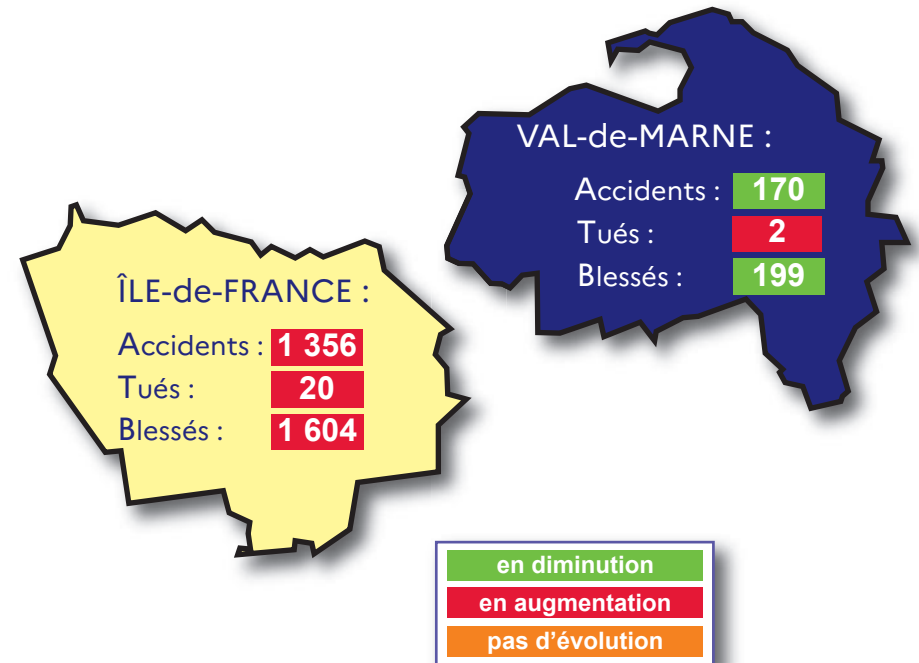 VAL-de-MARNE :
Accidents : 170
Tués : 2
Blessés : 199
ÎLE-de-FRANCE :
Accidents : 1 356
Tués : 20
Blessés : 1 604
en diminution
en augmentation
pas d’évolution